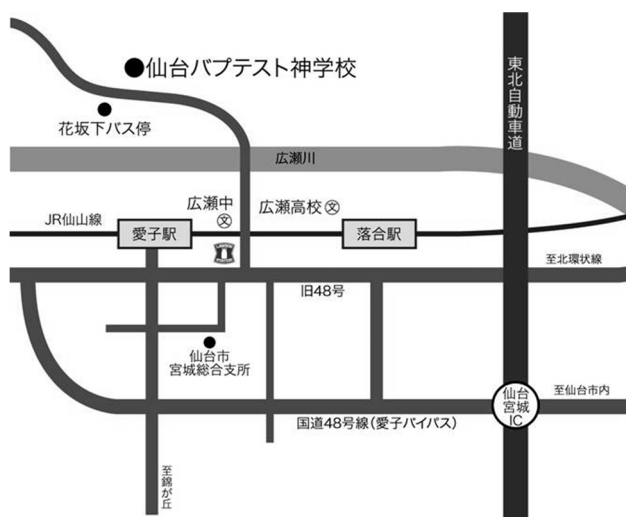 仙台バプテスト神学校
東北自動車道
花坂下バス停
広瀬川
広瀬中
文
広瀬高校
文
JR仙山線
愛子駅
落合駅
至北環状線
旧48号
仙台市
宮城総合支所
仙台
宮城
IC
至仙台市内
国道48号線(愛子バイパス)
至錦が丘